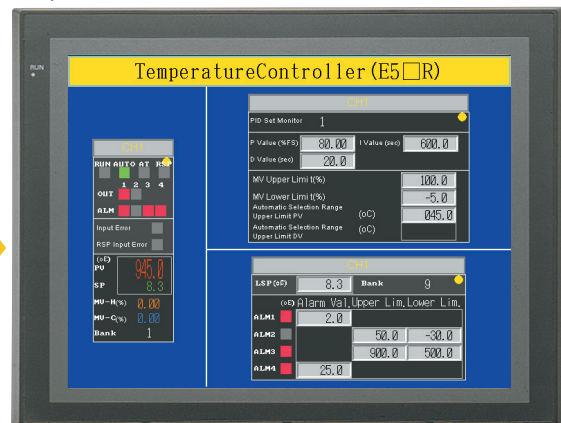 RUN
TemperatureController(E5□R)
CH1
RUN AUTO AT RSP
1 2 3 4
OUT
ALM
Input Error
RSP Input Error
(oE)
PV 945.0
SP 8.3
MV-H(%) 0.00
MV-C(%) 0.00
Bank 1
CH1
PID Set Monitor 1
P Value (%FS) 80.00 I Value (sec) 600.0
D Value (sec) 20.0
MV Upper Limit(%) 100.0
MV Lower Limit(%) -5.0
Automatic Selection Range
Upper Limit PV (oC) 045.0
Automatic Selection Range
Upper Limit DV (oC)
CH1
LSP(oE) 8.3 Bank 9
(oE) Alarm Val. Upper Lim. Lower Lim.
ALM1 2.0
ALM2 50.0 -30.0
ALM3 900.0 500.0
ALM4 25.0